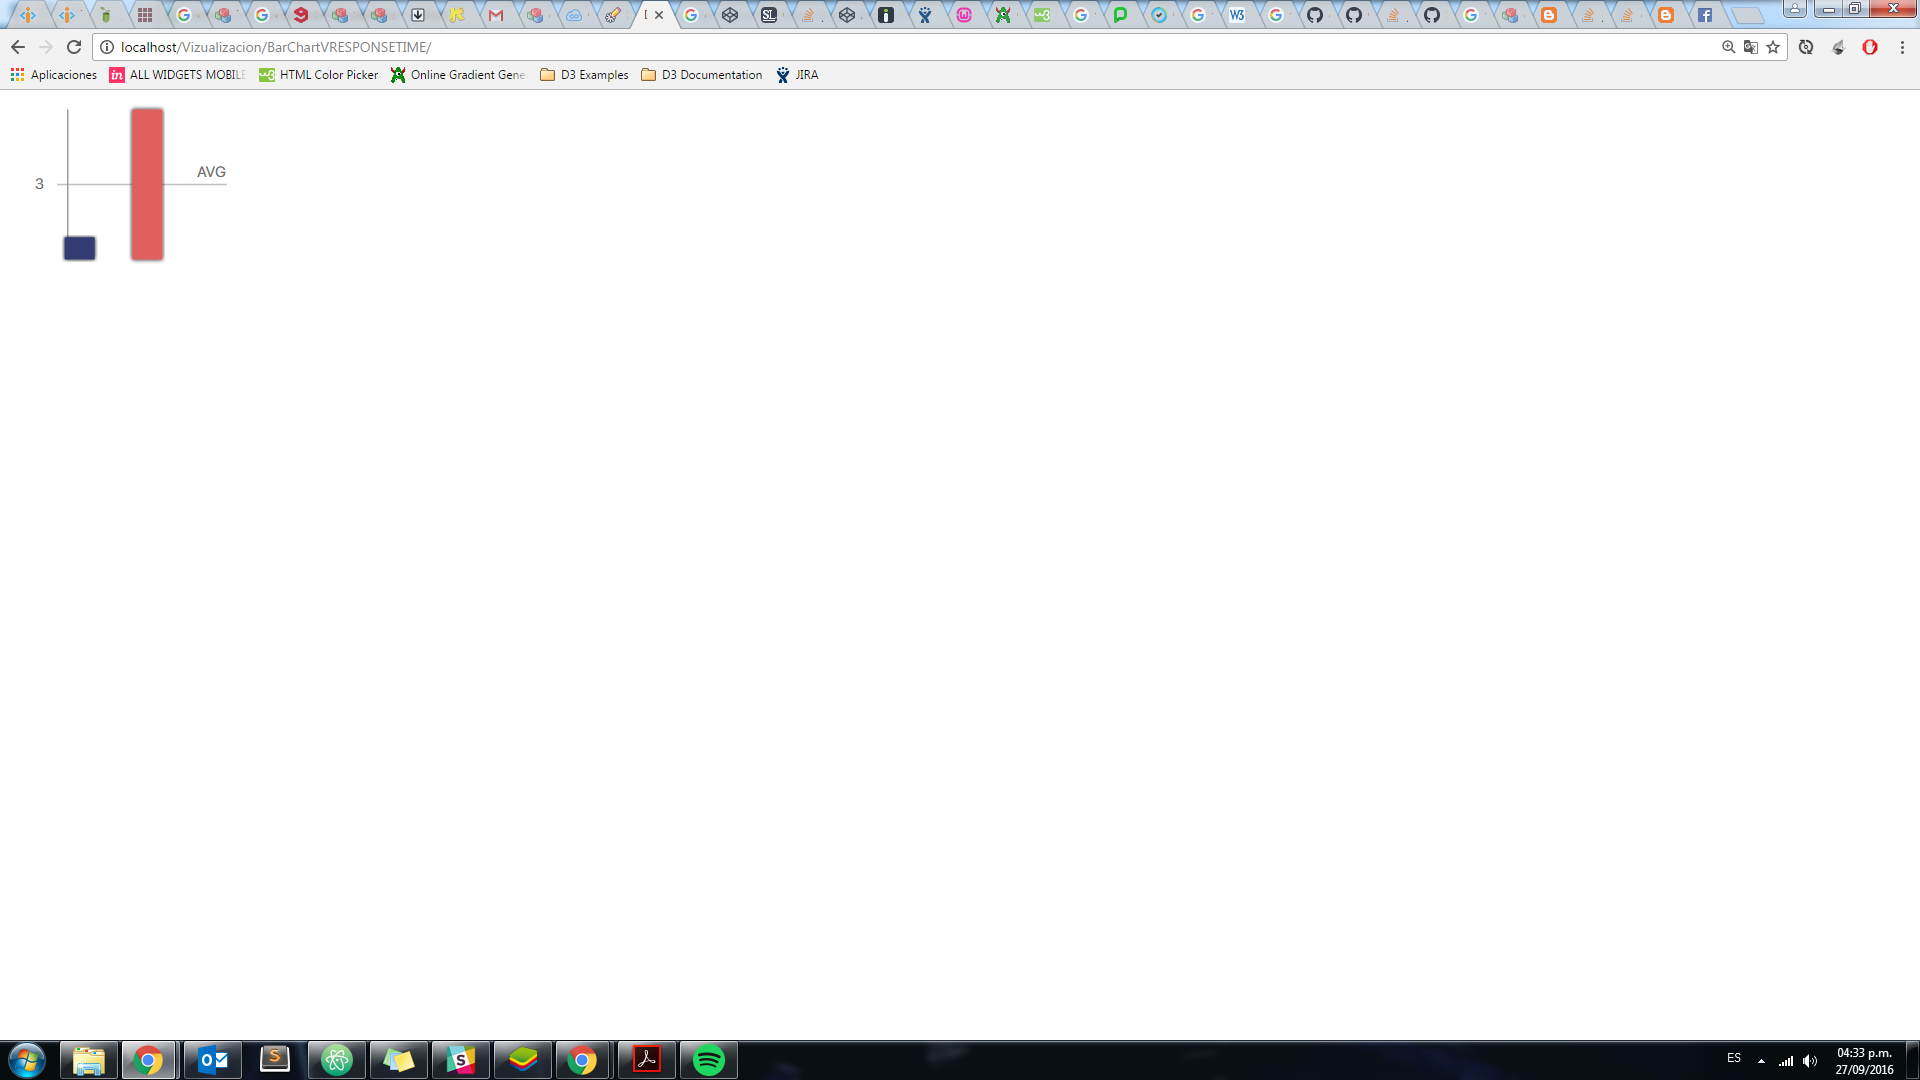 localhost/Vizualizacion/BarChartVRESPONSETIME/
Aplicaciones
ALL WIDGETS MOBILE
HTML Color Picker
Online Gradient Gene
D3 Examples
D3 Documentation
JIRA
AVG
3
ES
04:33 p.m.
27/09/2016